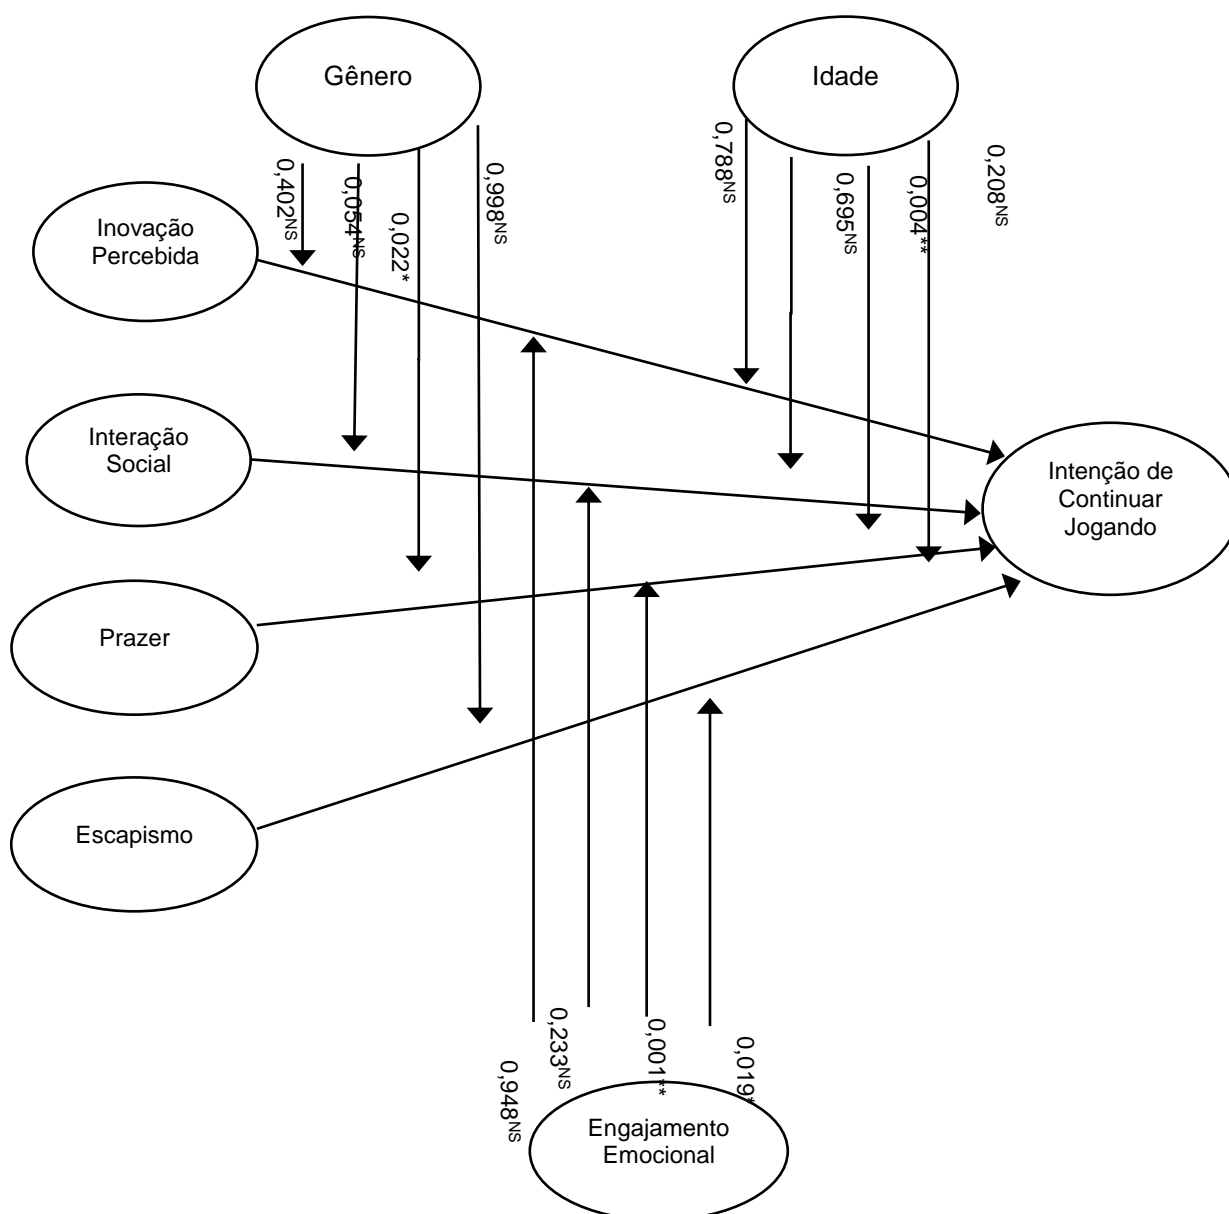 Gênero
Idade
0,402NS
0,054NS
0,022*
0,998NS
0,788NS
0,695NS
0,004**
0,208NS
Inovação
Percebida
Interação
Social
Intenção de
Continuar
Jogando
Prazer
Escapismo
0,948NS
0,233NS
0,001**
0,019*
Engajamento
Emocional